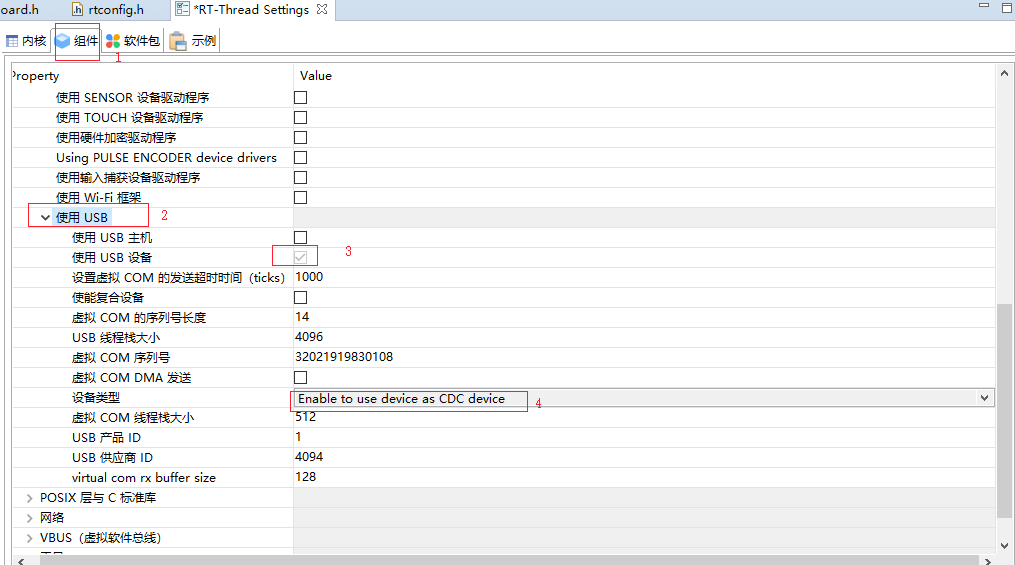 oard.h rtconfig.h *RT-Thread Settings
内核 组件 软件包 示例
1
Property Value
使用 SENSOR 设备驱动程序
使用 TOUCH 设备驱动程序
使用硬件加密驱动程序
Using PULSE ENCODER device drivers
使用输入捕获设备驱动程序
使用 Wi-Fi 框架
使用 USB 2
使用 USB 主机
使用 USB 设备 3
设置虚拟 COM 的发送超时时间（ticks） 1000
使能复合设备
虚拟 COM 的序列号长度 14
USB 线程栈大小 4096
虚拟 COM 序列号 32021919830108
虚拟 COM DMA 发送
设备类型 Enable to use device as CDC device 4
虚拟 COM 线程栈大小 512
USB 产品 ID 1
USB 供应商 ID 4094
virtual com rx buffer size 128
POSIX 层与 C 标准库
网络
VBUS（虚拟软件总线）